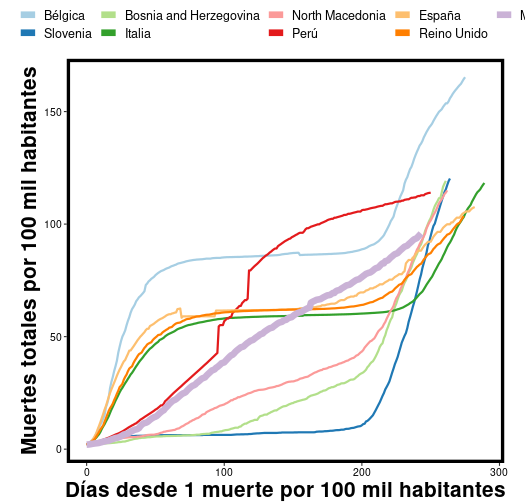 Bélgica Bosnia and Herzegovina North Macedonia España
Slovenia Italia Perú Reino Unido
Muertes totales por 100 mil habitantes
150
100
50
0
0 100 200 300
Días desde 1 muerte por 100 mil habitantes